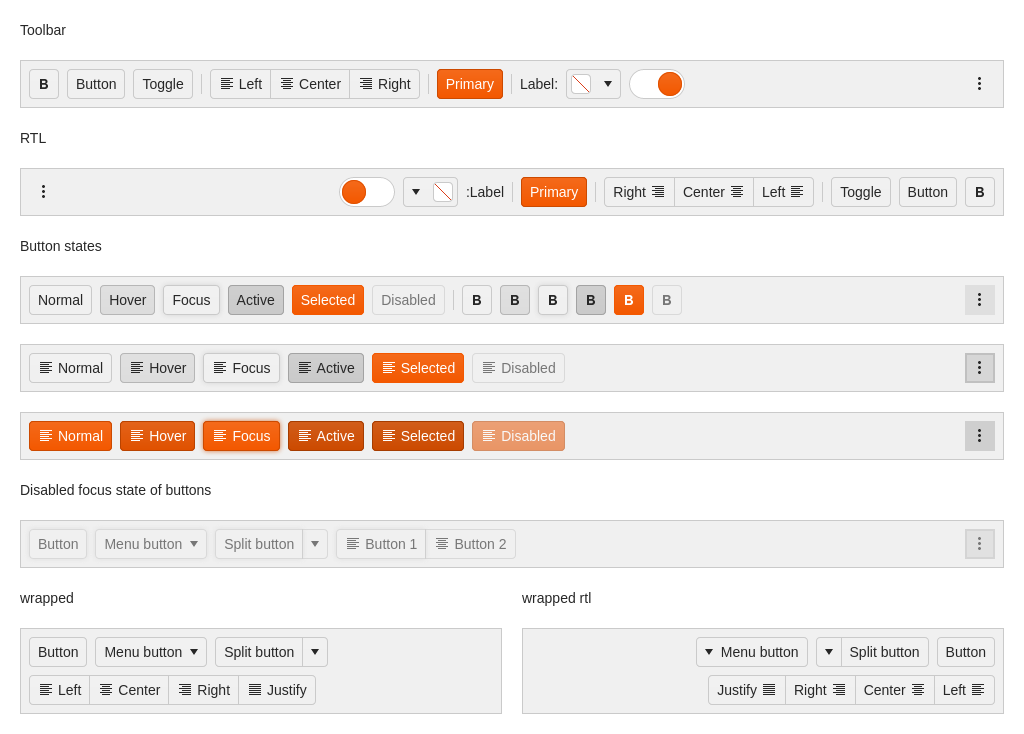 Toolbar
B Button Toggle Left Center Right Primary Label:
RTL
:Label Primary Right Center Left Toggle Button B
Button states
Normal Hover Focus Active Selected Disabled B B B B B B
Normal Hover Focus Active Selected Disabled
Normal Hover Focus Active Selected Disabled
Disabled focus state of buttons
Button Menu button Split button Button 1 Button 2
wrapped
Button Menu button Split button
Left Center Right Justify
wrapped rtl
Menu button Split button Button
Justify Right Center Left